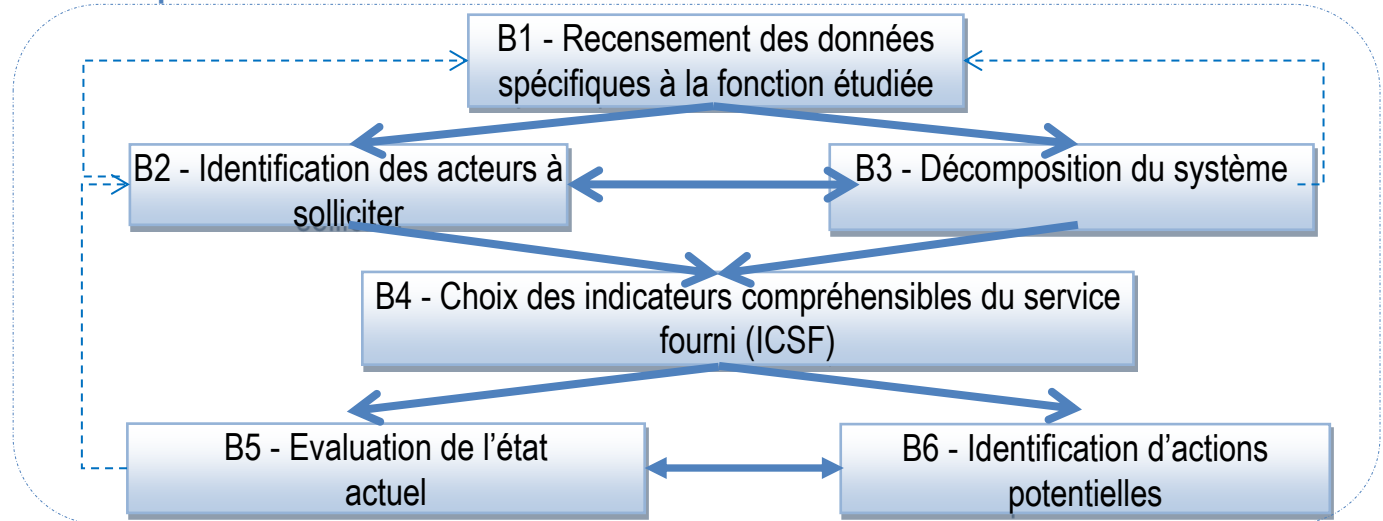 B1 - Recensement des données
spécifiques à la fonction étudiée
B2 - Identification des acteurs à
solliciter
B3 - Décomposition du système
B4 - Choix des indicateurs compréhensibles du service
fourni (ICSF)
B5 - Evaluation de l’état
actuel
B6 - Identification d’actions
potentielles